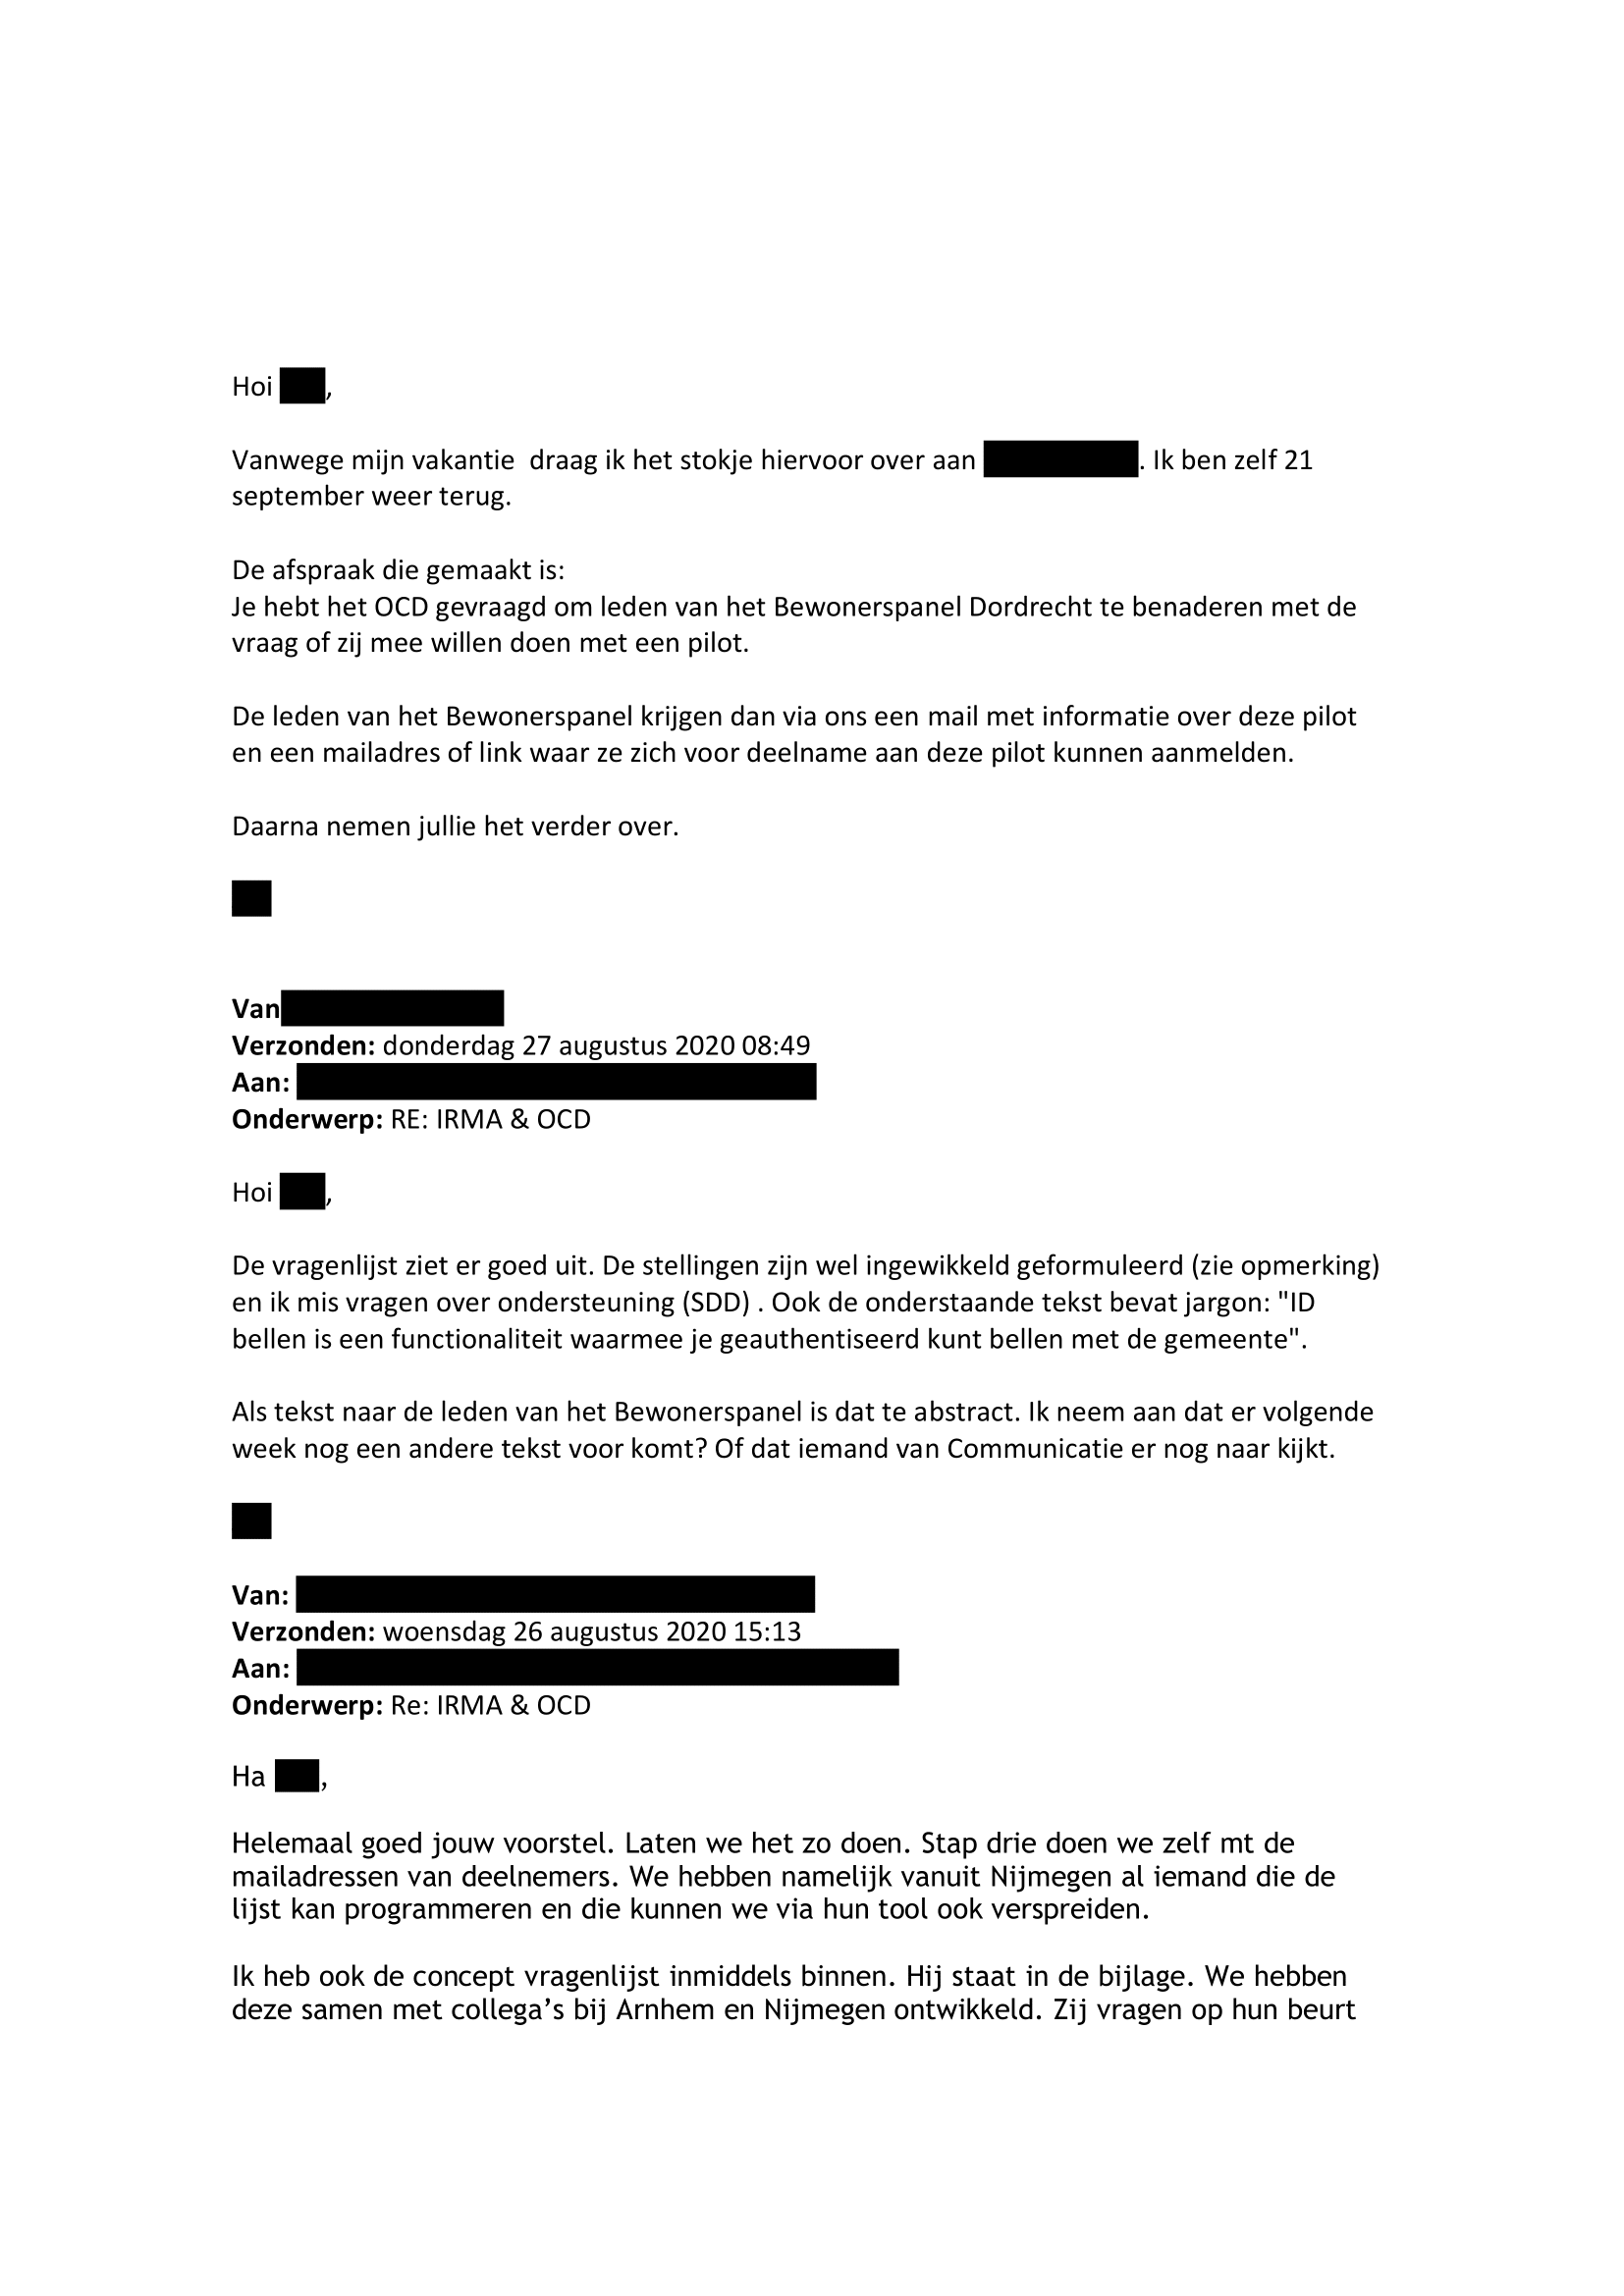 Hoi ,
Vanwege mijn vakantie  draag ik het stokje hiervoor over aan . Ik ben zelf 21
september weer terug.
De afspraak die gemaakt is:
Je hebt het OCD gevraagd om leden van het Bewonerspanel Dordrecht te benaderen met de
vraag of zij mee willen doen met een pilot.
De leden van het Bewonerspanel krijgen dan via ons een mail met informatie over deze pilot
en een mailadres of link waar ze zich voor deelname aan deze pilot kunnen aanmelden.
Daarna nemen jullie het verder over.
Van
Verzonden: donderdag 27 augustus 2020 08:49
Aan:
Onderwerp: RE: IRMA & OCD
Hoi ,
De vragenlijst ziet er goed uit. De stellingen zijn wel ingewikkeld geformuleerd (zie opmerking)
en ik mis vragen over ondersteuning (SDD) . Ook de onderstaande tekst bevat jargon: "ID
bellen is een functionaliteit waarmee je geauthentiseerd kunt bellen met de gemeente".
Als tekst naar de leden van het Bewonerspanel is dat te abstract. Ik neem aan dat er volgende
week nog een andere tekst voor komt? Of dat iemand van Communicatie er nog naar kijkt.
Van:
Verzonden: woensdag 26 augustus 2020 15:13
Aan:
Onderwerp: Re: IRMA & OCD
Ha ,
Helemaal goed jouw voorstel. Laten we het zo doen. Stap drie doen we zelf mt de
mailadressen van deelnemers. We hebben namelijk vanuit Nijmegen al iemand die de
lijst kan programmeren en die kunnen we via hun tool ook verspreiden.
Ik heb ook de concept vragenlijst inmiddels binnen. Hij staat in de bijlage. We hebben
deze samen met collega’s bij Arnhem en Nijmegen ontwikkeld. Zij vragen op hun beurt